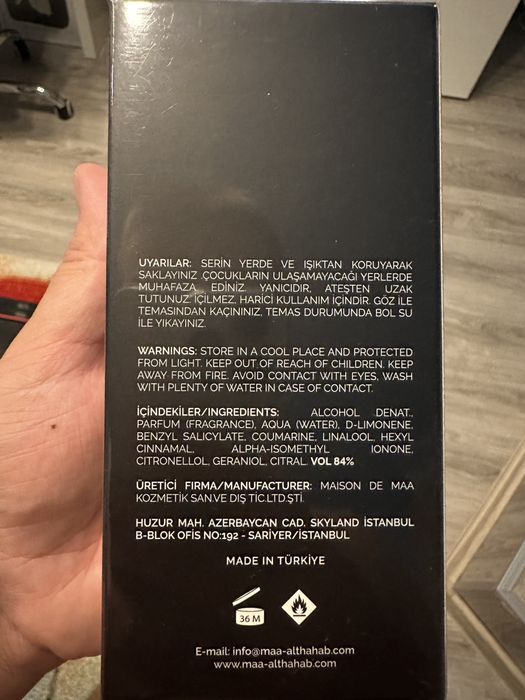 UYARILAR: SERİN YERDE VE IŞIKTAN KORUYARAK
SAKLAYINIZ .ÇOCUKLARIN ULAŞAMAYACAĞI YERLERDE
MUHAFAZA EDİNİZ. YANICIDIR, ATEŞTEN UZAK
TUTUNUZ. İÇİLMEZ, HARİCİ KULLANIM İÇİNDİR. GÖZ İLE
TEMASINDAN KAÇININIZ, TEMAS DURUMUNDA BOL SU
İLE YIKAYINIZ.
WARNINGS: STORE IN A COOL PLACE AND PROTECTED
FROM LIGHT. KEEP OUT OF REACH OF CHILDREN. KEEP
AWAY FROM FIRE. AVOID CONTACT WITH EYES, WASH
WITH PLENTY OF WATER IN CASE OF CONTACT.
İÇİNDEKİLER/INGREDIENTS: ALCOHOL DENAT.,
PARFUM (FRAGRANCE), AQUA (WATER), D-LIMONENE,
BENZYL SALICYLATE, COUMARINE, LINALOOL, HEXYL
CINNAMAL, ALPHA-ISOMETHYL IONONE,
CITRONELLOL, GERANIOL, CITRAL. VOL 84%
ÜRETİCİ FIRMA/MANUFACTURER: MAISON DE MAA
KOZMETİK SAN.VE DIŞ TİC.LTD.ŞTİ.
HUZUR MAH. AZERBAYCAN CAD. SKYLAND İSTANBUL
B-BLOK OFİS NO:192 - SARIYER/İSTANBUL
MADE IN TÜRKİYE
36 M
E-mail: info@maa-althahab.com
www.maa-althahab.com